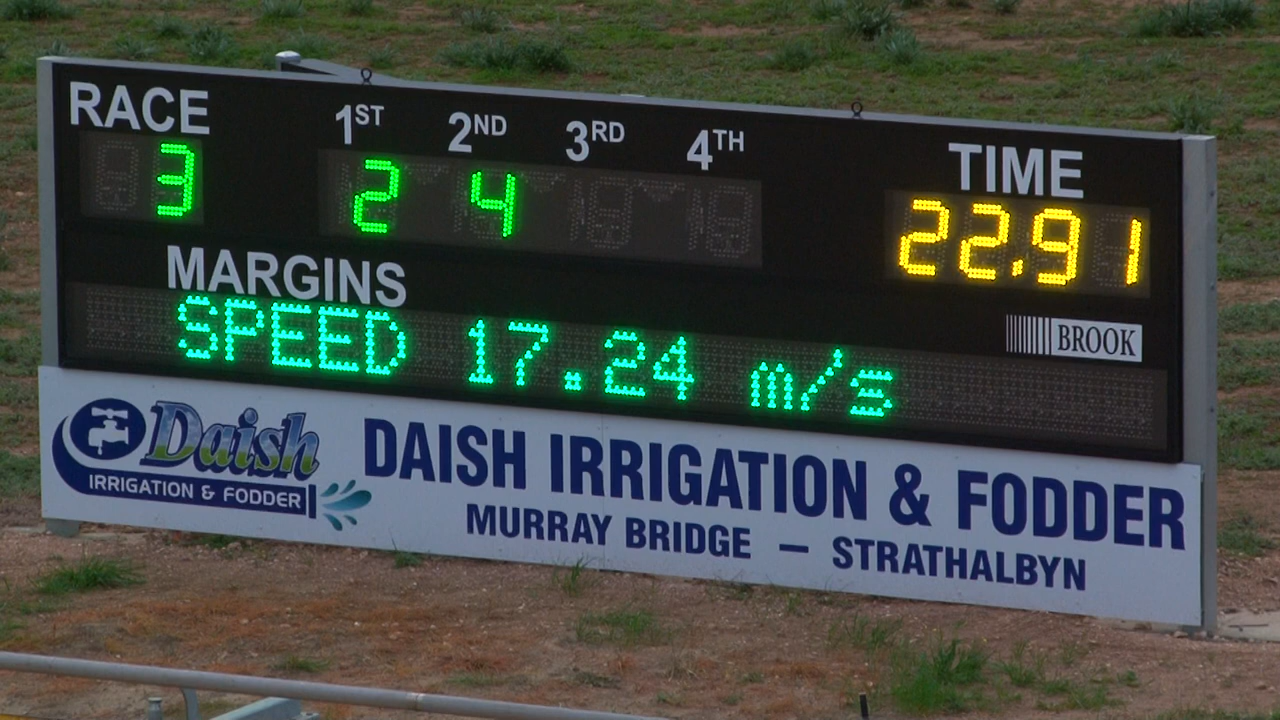 RACE 1ST 2ND 3RD 4TH TIME
3 2 4 22.91
MARGINS
SPEED 17.24 m/s
BROOK
Daish
IRRIGATION & FODDER
DAISH IRRIGATION & FODDER
MURRAY BRIDGE – STRATHALBYN